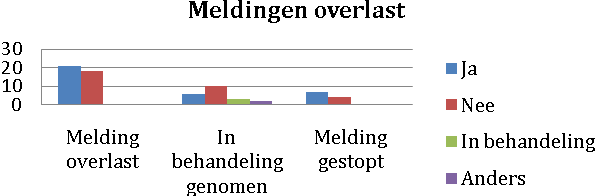 Meldingen overlast
30
20
10
0
Melding overlast
In behandeling genomen
Melding gestopt
Ja
Nee
In behandeling
Anders